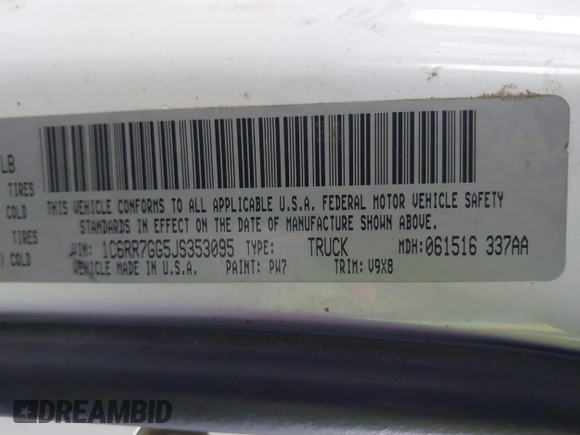 LB
TIRES
COLD
TIRES
) COLD
THIS VEHICLE CONFORMS TO ALL APPLICABLE U.S.A. FEDERAL MOTOR VEHICLE SAFETY
STANDARDS IN EFFECT ON THE DATE OF MANUFACTURE SHOWN ABOVE.
VIN: 1C6RR7GG5JS353095 TYPE: TRUCK MDH: 061516 337AA
VEHICLE MADE IN U.S.A. PAINT: PW7 TRIM: V9X8
DREAMBID